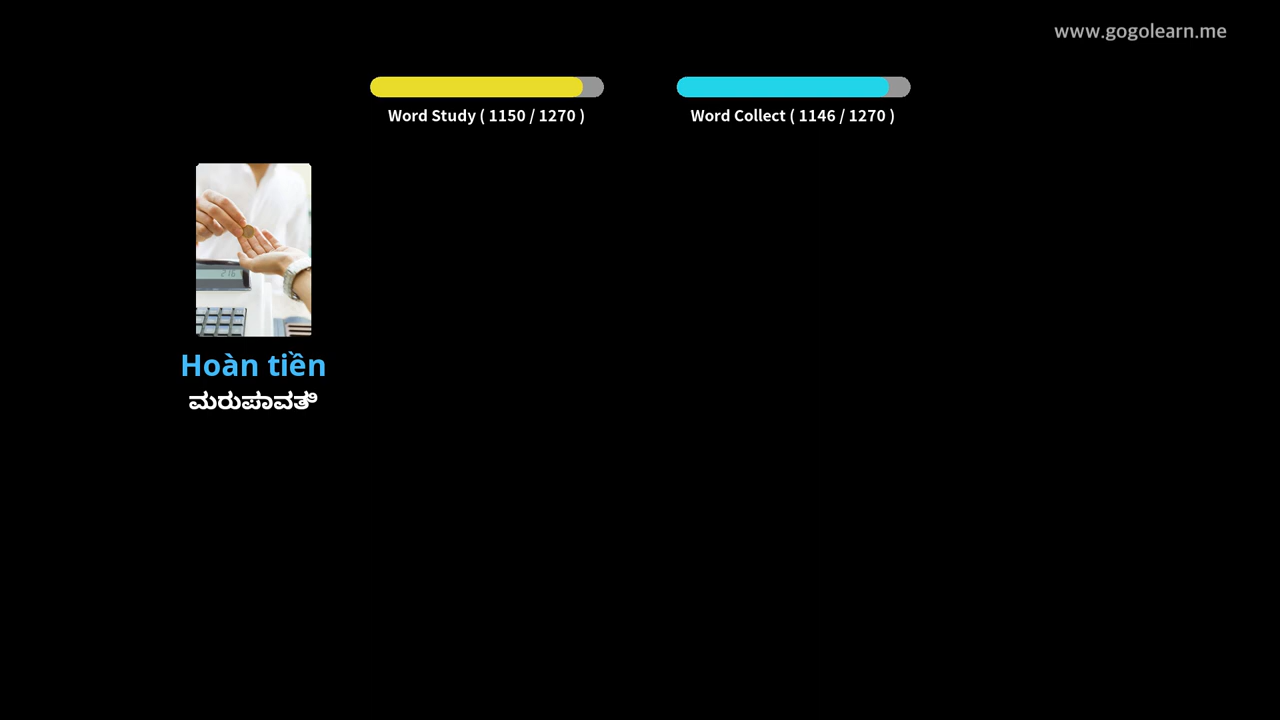 www.gogolearn.me
Word Study ( 1150 / 1270 )
Word Collect ( 1146 / 1270 )
Hoàn tiền
ಮರುಪಾವತಿ